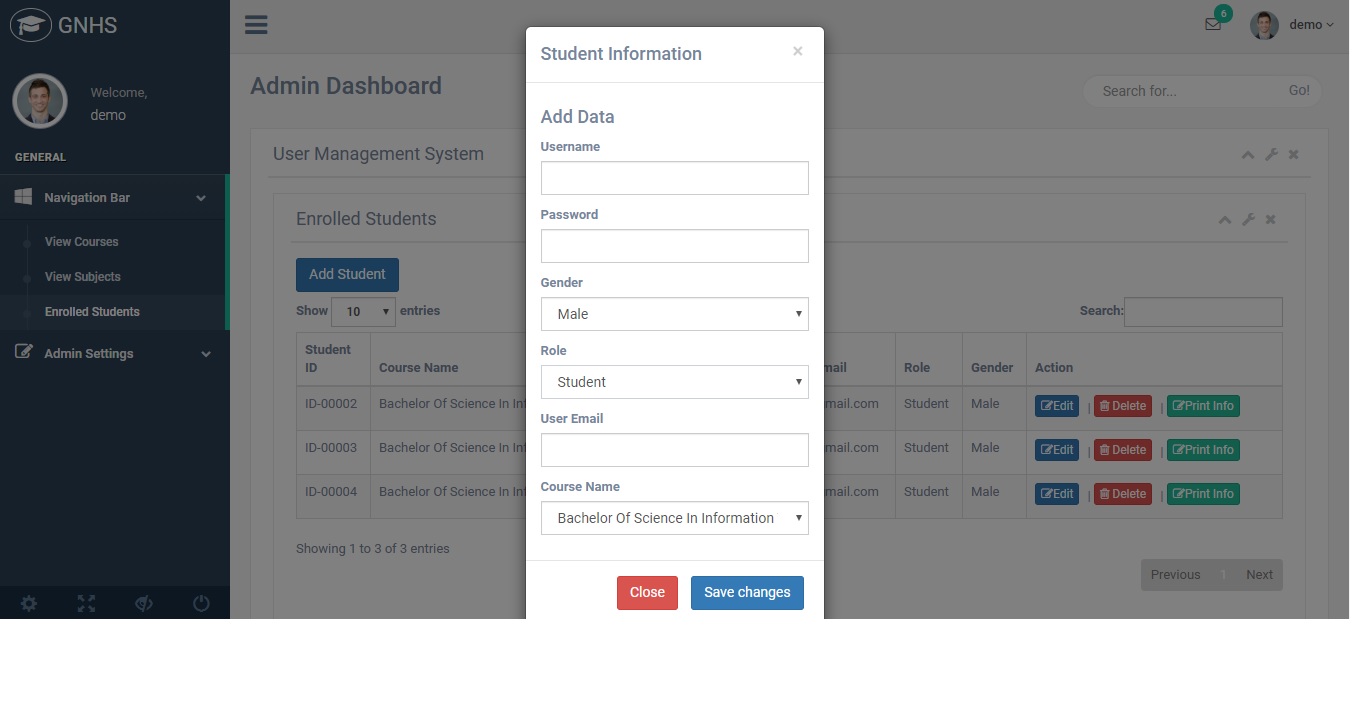 GNHS
Welcome,
demo
GENERAL
Navigation Bar
View Courses
View Subjects
Enrolled Students
Admin Settings
6
demo
Admin Dashboard
Search for...
Go!
User Management System
Enrolled Students
Add Student
Show 10 entries
Search:
Student ID
Course Name
Role
Gender
Action
ID-00002 Bachelor Of Science In mail.com Student Male Edit | Delete | Print Info
ID-00003 Bachelor Of Science In mail.com Student Male Edit | Delete | Print Info
ID-00004 Bachelor Of Science In mail.com Student Male Edit | Delete | Print Info
Showing 1 to 3 of 3 entries
Previous 1 Next
Student Information ×
Add Data
Username
Password
Gender
Male
Role
Student
User Email
Course Name
Bachelor Of Science In Information
Close Save changes